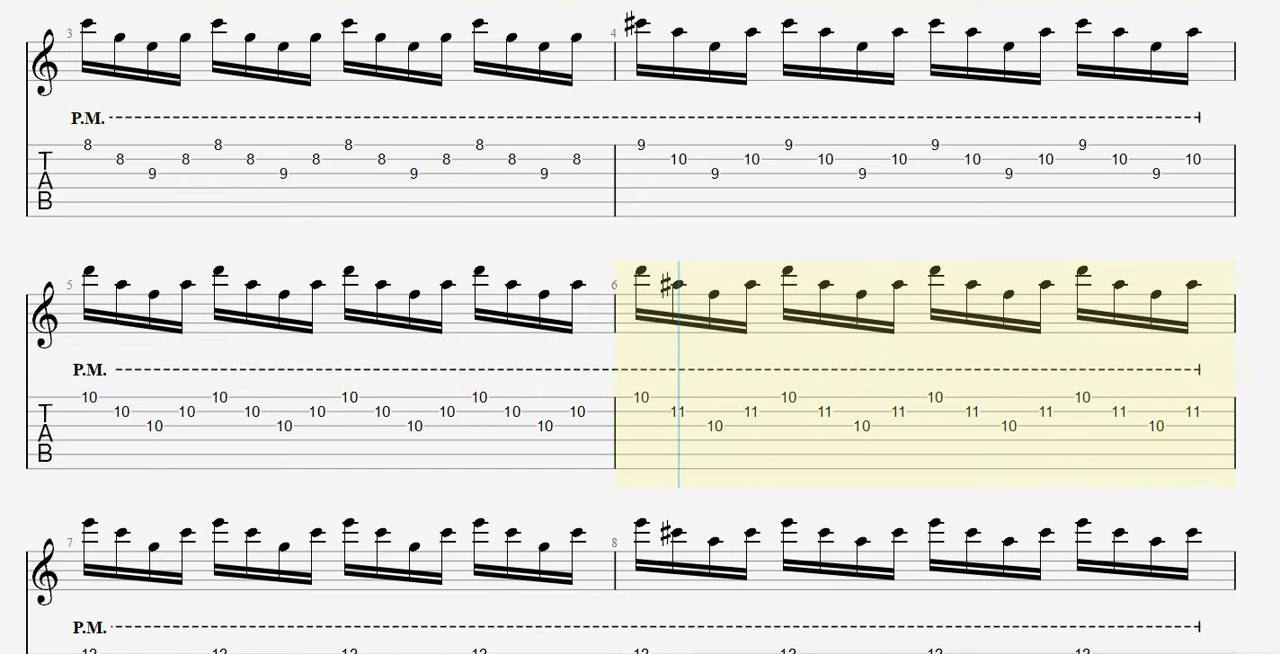 3 4
P.M.
8 8 8 8 9 9 9 9
T 8 8 8 8 8 8 8 8 10 10 10 10 10 10 10 10
A 9 9 9 9 9 9 9 9
B
5 6
P.M.
10 10 10 10 10 10 10 10
T 10 10 10 10 10 10 10 10 11 11 11 11 11 11 11 11
A 10 10 10 10 10 10 10 10
B
7 8
P.M.